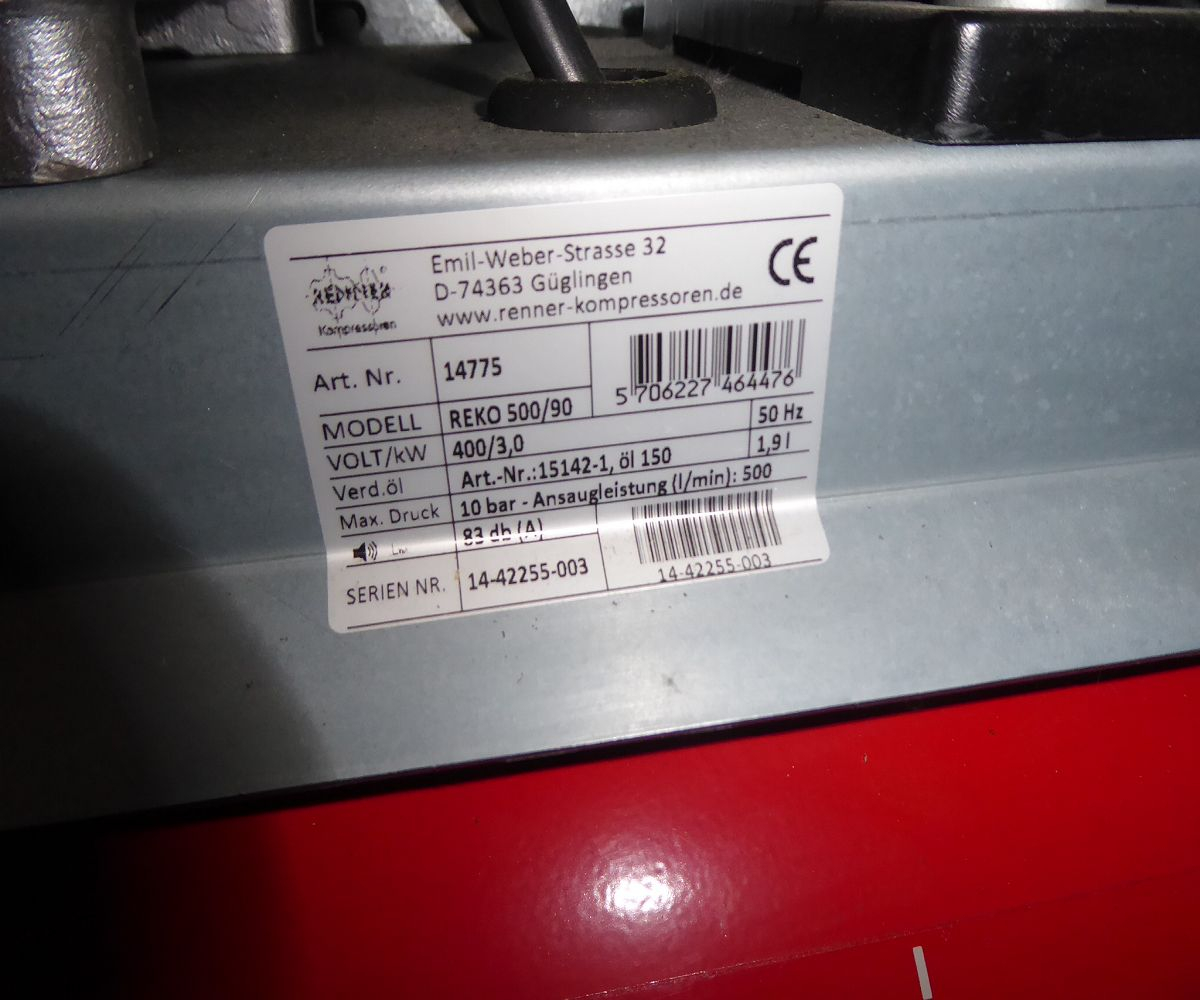 RENNER
Kompressoren
Emil-Weber-Strasse 32
D-74363 Güglingen
www.renner-kompressoren.de
CE
Art. Nr. 14775
5 706227 464476
MODELL REKO 500/90
VOLT/kW 400/3,0 50 Hz
Verd.öl Art.-Nr.:15142-1, öl 150 1,9 l
Max. Druck 10 bar - Ansaugleistung (l/min): 500
83 db (A)
SERIEN NR. 14-42255-003
14-42255-003